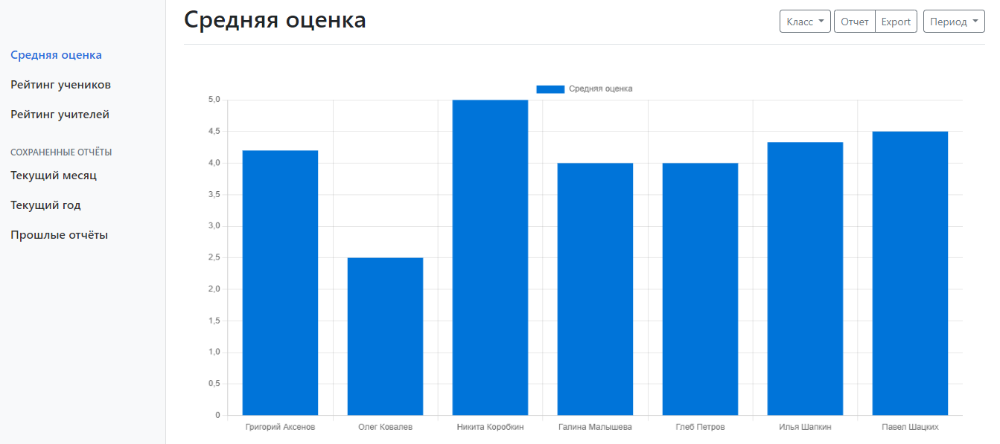 Средняя оценка
Класс
Отчет
Export
Период
Средняя оценка
Рейтинг учеников
Рейтинг учителей
СОХРАНЕННЫЕ ОТЧЁТЫ
Текущий месяц
Текущий год
Прошлые отчёты
Средняя оценка
5,0
4,5
4,0
3,5
3,0
2,5
2,0
1,5
1,0
0,5
0
Григорий Аксенов
Олег Ковалев
Никита Коробкин
Галина Малышева
Глеб Петров
Илья Шапкин
Павел Шацких